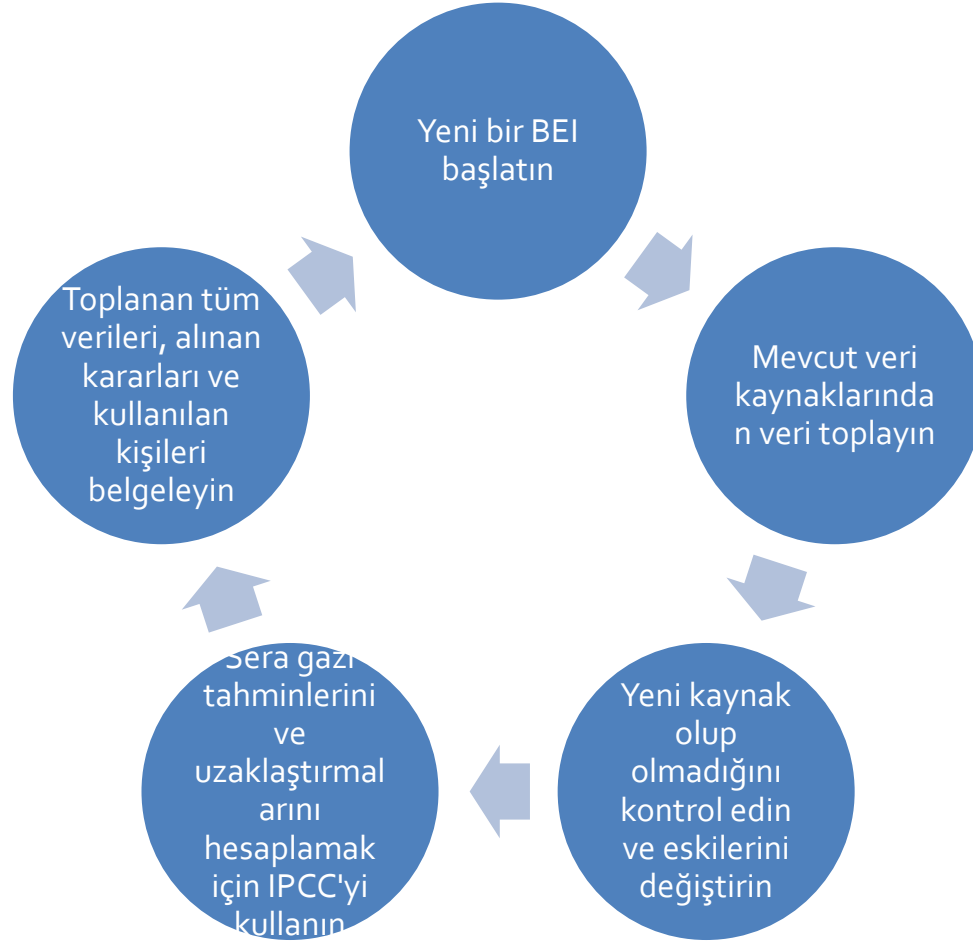 Yeni bir BEI
başlatın
Mevcut veri
kaynaklarında
n veri toplayın
Yeni kaynak
olup
olmadığını
kontrol edin
ve eskilerini
değiştirin
Sera gazı
tahminlerini
ve
uzaklaştırmal
arını
hesaplamak
için IPCC'yi
kullanın
Toplanan tüm
verileri, alınan
kararları ve
kullanılan
kişileri
belgeleyin